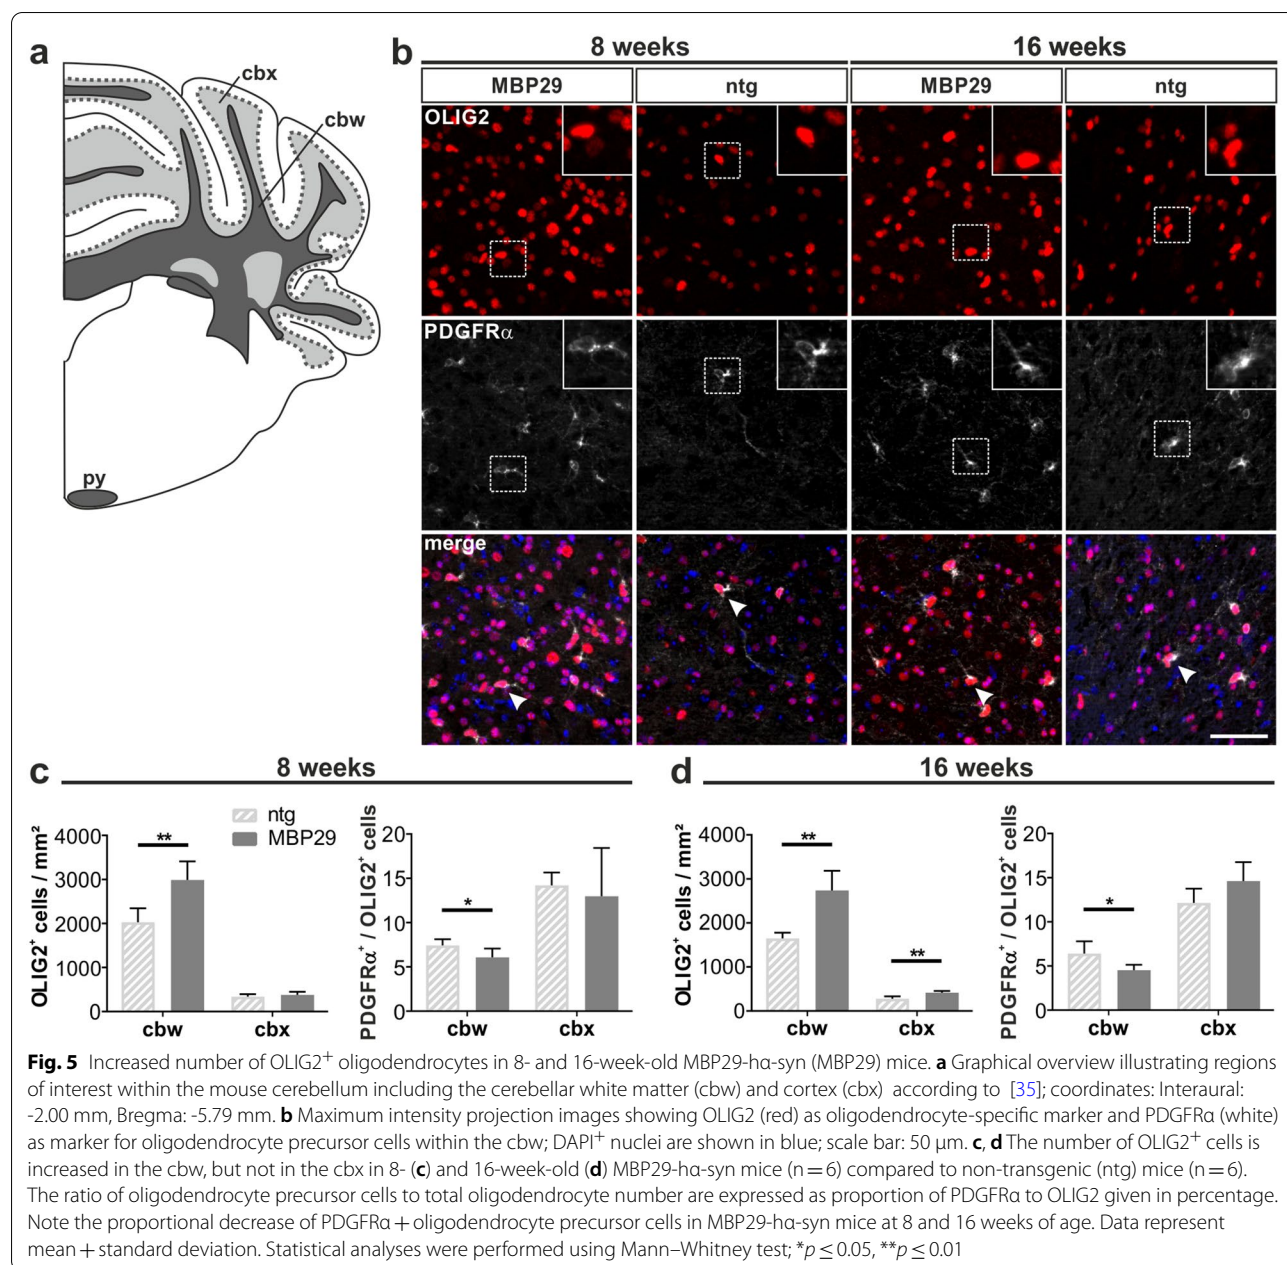 a
cbx
cbw
py
b
8 weeks
16 weeks
MBP29
ntg
MBP29
ntg
OLIG2
PDGFRα
merge
c
8 weeks
OLIG2⁺ cells / mm²
4000
3000
2000
1000
0
**
ntg
MBP29
cbw
cbx
PDGFRα⁺ / OLIG2⁺ cells
20
15
10
5
0
*
cbw
cbx
d
16 weeks
OLIG2⁺ cells / mm²
4000
3000
2000
1000
0
**
**
cbw
cbx
PDGFRα⁺ / OLIG2⁺ cells
20
15
10
5
0
*
cbw
cbx
Fig. 5 Increased number of OLIG2⁺ oligodendrocytes in 8- and 16-week-old MBP29-hα-syn (MBP29) mice. a Graphical overview illustrating regions
of interest within the mouse cerebellum including the cerebellar white matter (cbw) and cortex (cbx) according to [35]; coordinates: Interaural:
-2.00 mm, Bregma: -5.79 mm. b Maximum intensity projection images showing OLIG2 (red) as oligodendrocyte-specific marker and PDGFRα (white)
as marker for oligodendrocyte precursor cells within the cbw; DAPI⁺ nuclei are shown in blue; scale bar: 50 µm. c, d The number of OLIG2⁺ cells is
increased in the cbw, but not in the cbx in 8- (c) and 16-week-old (d) MBP29-hα-syn mice (n = 6) compared to non-transgenic (ntg) mice (n = 6).
The ratio of oligodendrocyte precursor cells to total oligodendrocyte number are expressed as proportion of PDGFRα to OLIG2 given in percentage.
Note the proportional decrease of PDGFRα + oligodendrocyte precursor cells in MBP29-hα-syn mice at 8 and 16 weeks of age. Data represent
mean + standard deviation. Statistical analyses were performed using Mann–Whitney test; *p ≤ 0.05, **p ≤ 0.01